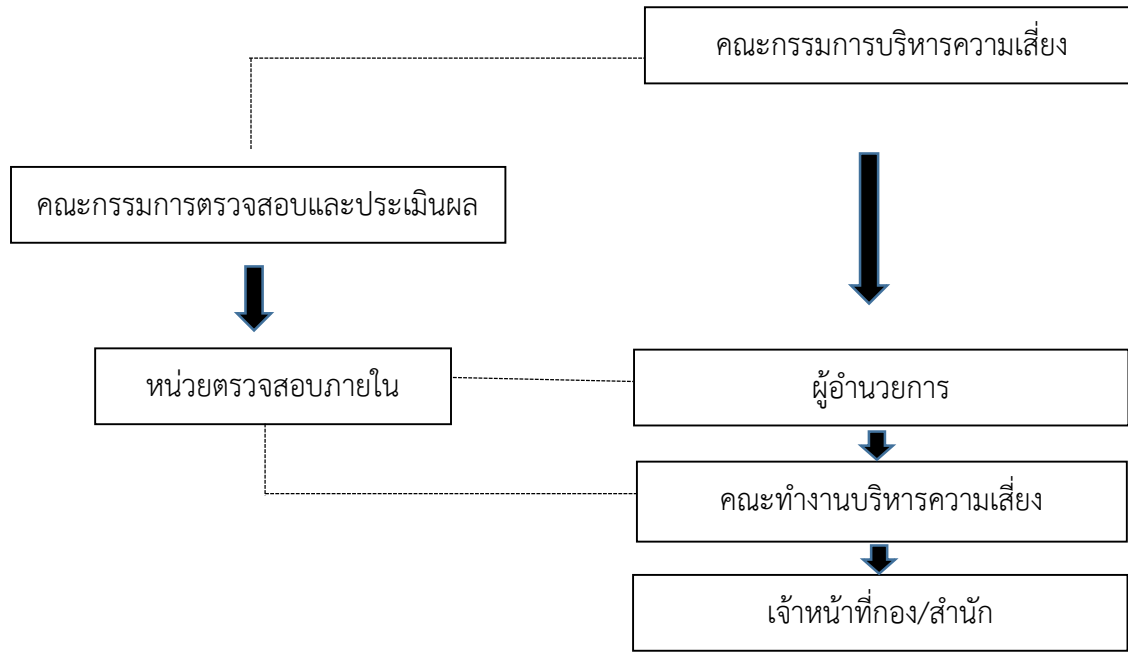 คณะกรรมการบริหารความเสี่ยง
คณะกรรมการตรวจสอบและประเมินผล
หน่วยตรวจสอบภายใน
ผู้อำนวยการ
คณะทำงานบริหารความเสี่ยง
เจ้าหน้าที่กอง/สำนัก